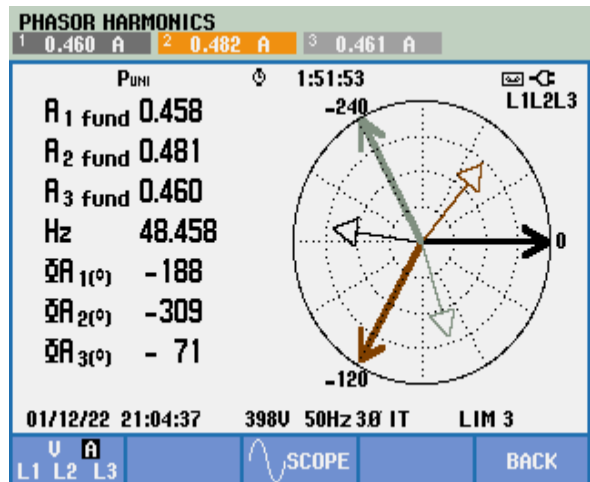 PHASOR HARMONICS
1 0.460 A 2 0.482 A 3 0.461 A
PUNI 1:51:53
L1L2L3
-240
A1 fund 0.458
A2 fund 0.481
A3 fund 0.460
Hz 48.458
0
ΦA1(°) -188
ΦA2(°) -309
ΦA3(°) - 71
-120
01/12/22 21:04:37 398V 50Hz 3Ø IT LIM 3
V A
L1 L2 L3 SCOPE BACK